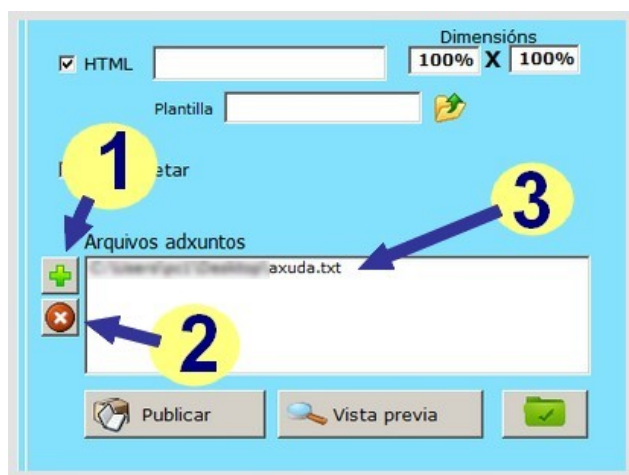 Dimensións
HTML 100% X 100%
Plantilla
1 etar
3
Arquivos adxuntos
axuda.txt
2
Publicar Vista previa